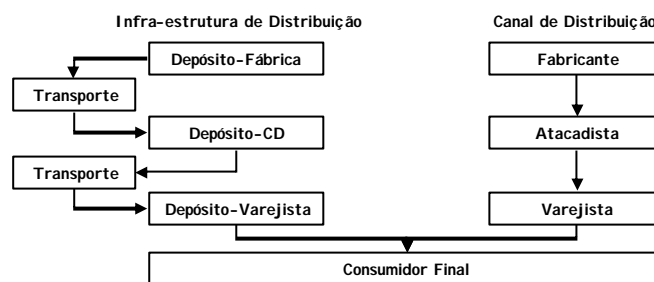 Infra-estrutura de Distribuição
Canal de Distribuição
Depósito-Fábrica
Fabricante
Transporte
Depósito-CD
Atacadista
Transporte
Depósito-Varejista
Varejista
Consumidor Final